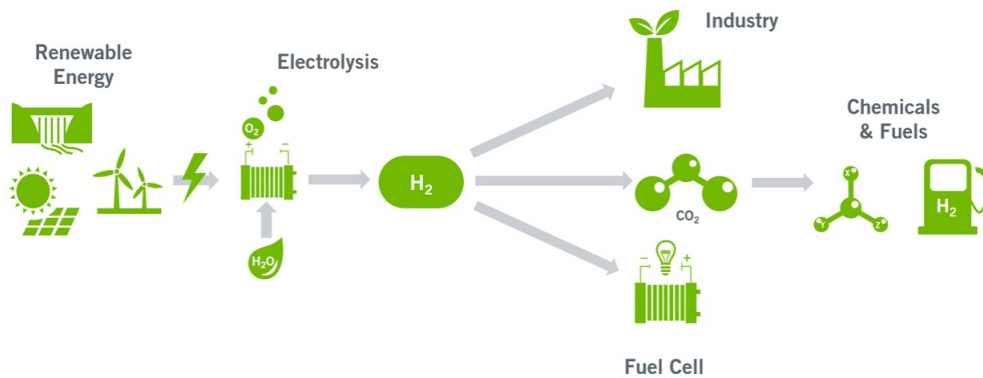 Industry
Renewable
Energy
Electrolysis
Chemicals
& Fuels
O₂
+ −
H₂
H₂O
CO₂
X
Y
Z
H₂
− +
Fuel Cell